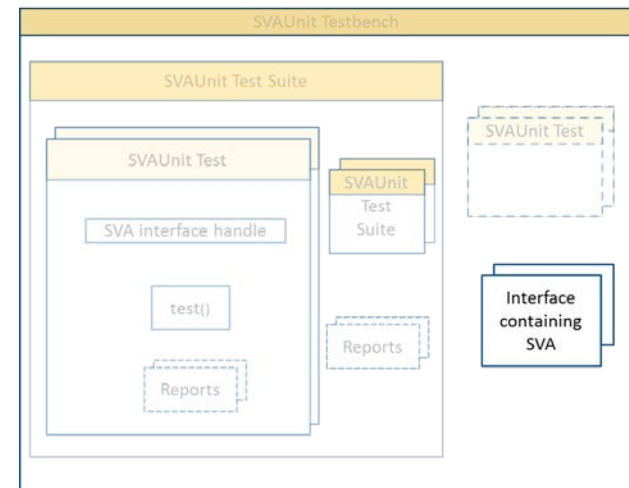 SVAUnit Testbench
SVAUnit Test Suite
SVAUnit Test
SVA interface handle
test()
Reports
SVAUnit
Test
Suite
Reports
SVAUnit Test
Interface
containing
SVA